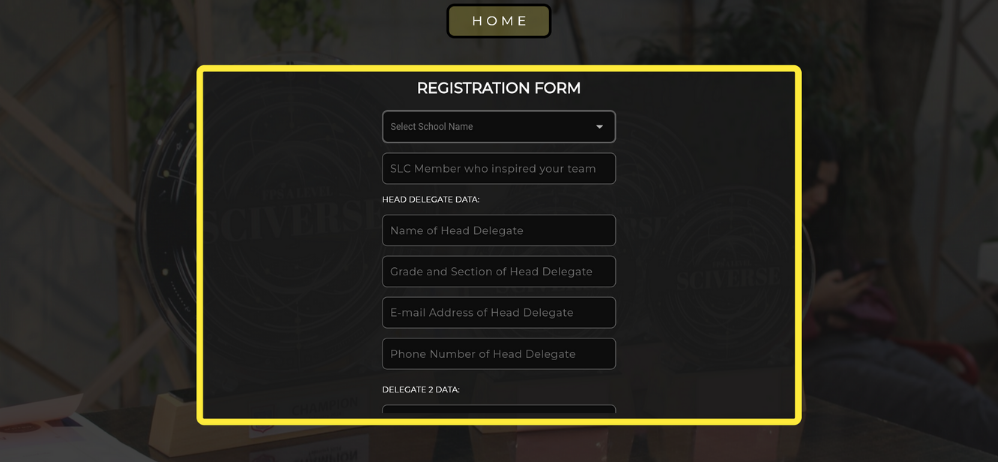 HOME
REGISTRATION FORM
Select School Name
SLC Member who inspired your team
HEAD DELEGATE DATA:
Name of Head Delegate
Grade and Section of Head Delegate
E-mail Address of Head Delegate
Phone Number of Head Delegate
DELEGATE 2 DATA:
SCIVERSE
SCIVERSE